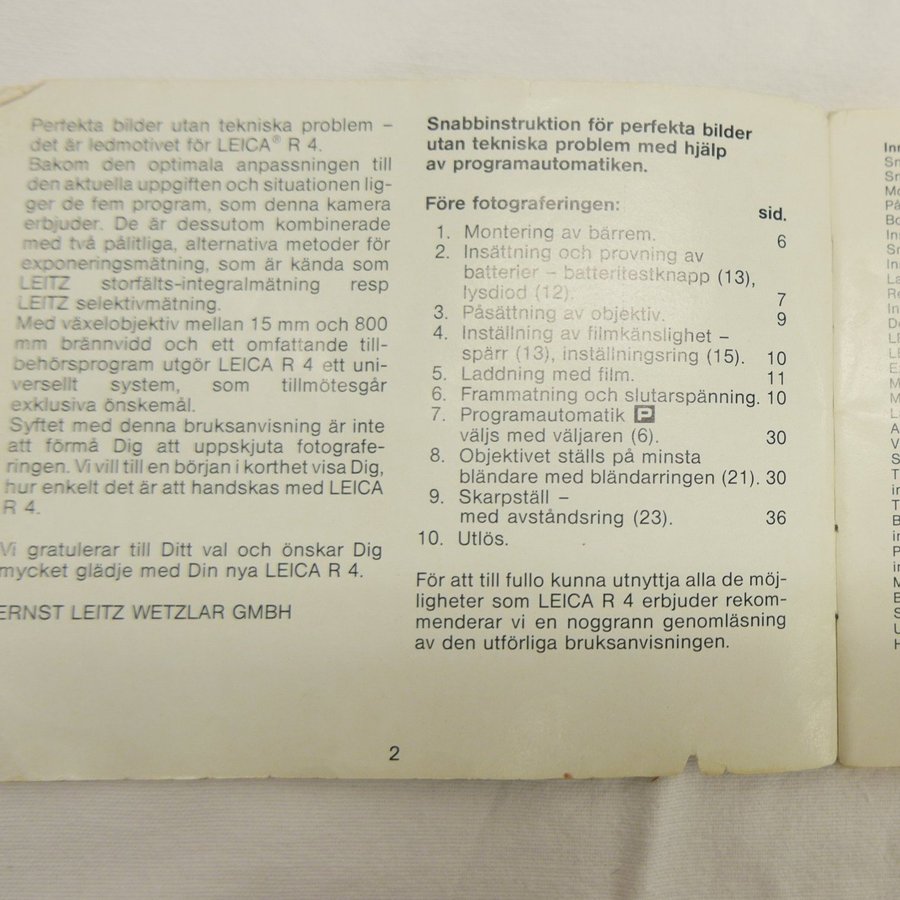 Perfekta bilder utan tekniska problem –
det är ledmotivet för LEICA® R 4.
Bakom den optimala anpassningen till
den aktuella uppgiften och situationen lig-
ger de fem program, som denna kamera
erbjuder. De är dessutom kombinerade
med två pålitliga, alternativa metoder för
exponeringsmätning, som är kända som
LEITZ storfälts-integralmätning resp
LEITZ selektivmätning.
Med växelobjektiv mellan 15 mm och 800
mm brännvidd och ett omfattande till-
behörsprogram utgör LEICA R 4 ett uni-
versellt system, som tillmötesgår
exklusiva önskemål.
Syftet med denna bruksanvisning är inte
att förmå Dig att uppskjuta fotografe-
ringen. Vi vill till en början i korthet visa Dig,
hur enkelt det är att handskas med LEICA
R 4.
Vi gratulerar till Ditt val och önskar Dig
mycket glädje med Din nya LEICA R 4.
ERNST LEITZ WETZLAR GMBH
2
Snabbinstruktion för perfekta bilder
utan tekniska problem med hjälp
av programautomatiken.
Före fotograferingen:
sid.
1. Montering av bärrem. 6
2. Insättning och provning av
batterier – batteritestknapp (13),
lysdiod (12). 7
3. Påsättning av objektiv. 9
4. Inställning av filmkänslighet –
spärr (13), inställningsring (15). 10
5. Laddning med film. 11
6. Frammatning och slutarspänning. 10
7. Programautomatik P
väljs med väljaren (6). 30
8. Objektivet ställs på minsta
bländare med bländarringen (21). 30
9. Skarpställ –
med avståndsring (23). 36
10. Utlös.
För att till fullo kunna utnyttja alla de möj-
ligheter som LEICA R 4 erbjuder rekom-
menderar vi en noggrann genomläsning
av den utförliga bruksanvisningen.